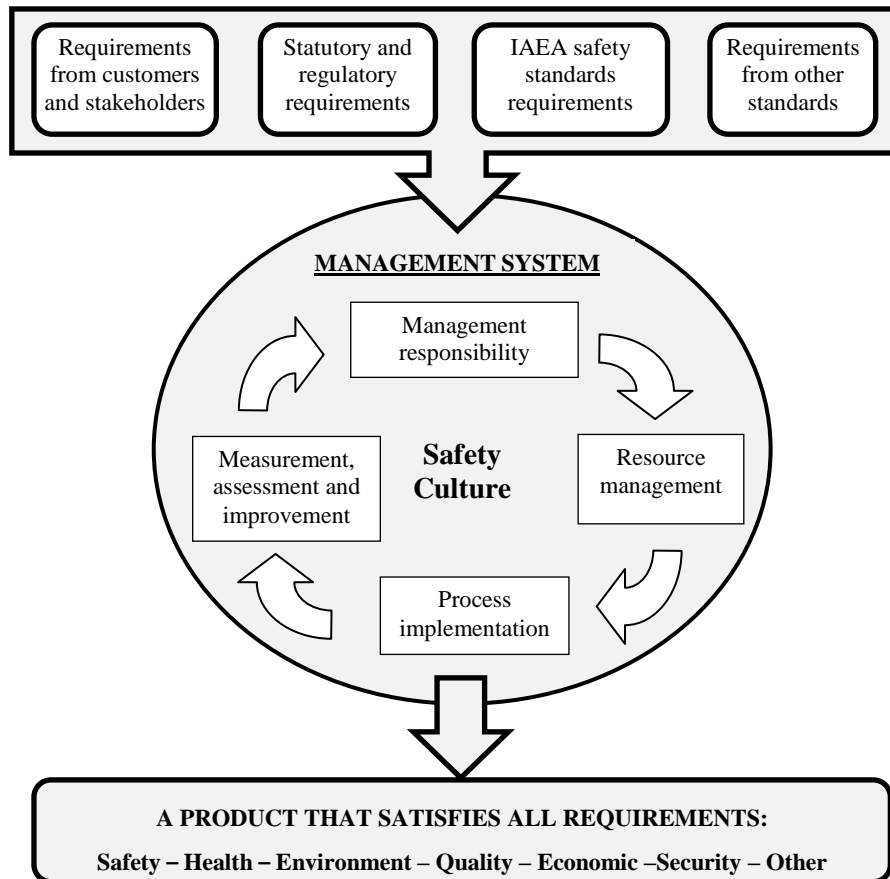 Requirements
from customers
and stakeholders
Statutory and
regulatory
requirements
IAEA safety
standards
requirements
Requirements
from other
standards
MANAGEMENT SYSTEM
Management
responsibility
Resource
management
Process
implementation
Measurement,
assessment and
improvement
Safety
Culture
A PRODUCT THAT SATISFIES ALL REQUIREMENTS:
Safety – Health – Environment – Quality – Economic –Security – Other